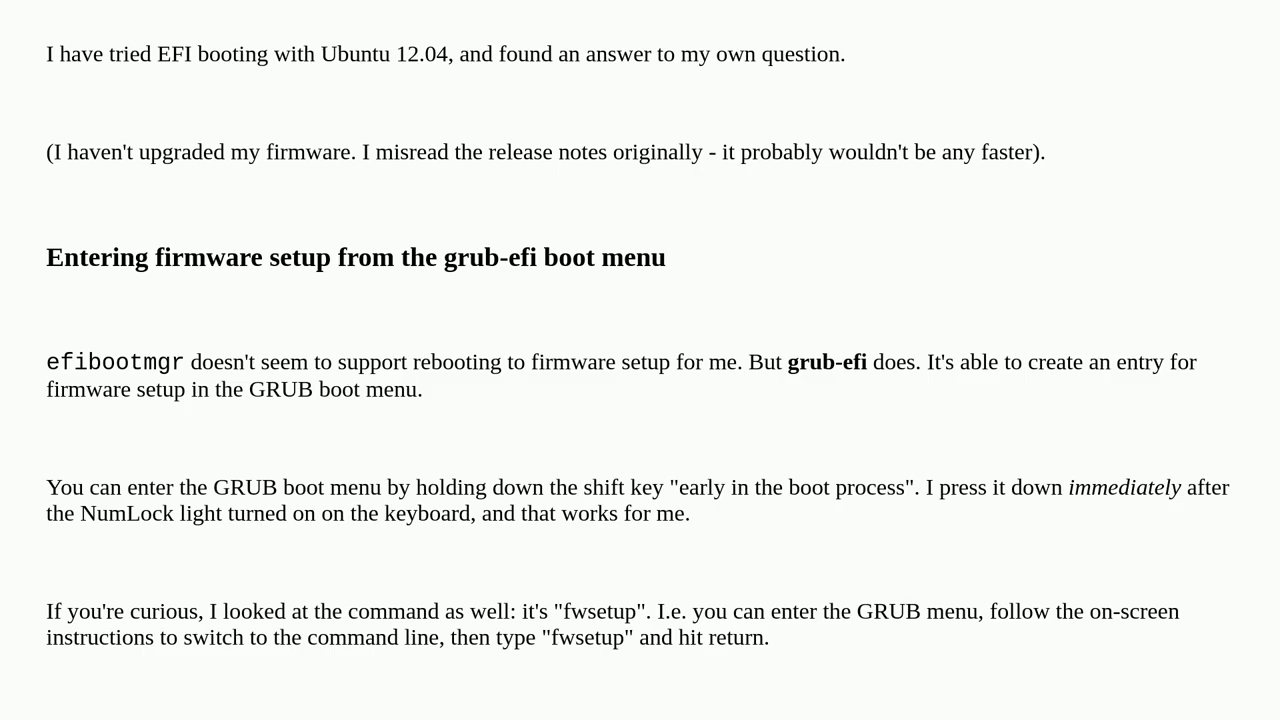 I have tried EFI booting with Ubuntu 12.04, and found an answer to my own question.
(I haven't upgraded my firmware. I misread the release notes originally - it probably wouldn't be any faster).
Entering firmware setup from the grub-efi boot menu
efibootmgr doesn't seem to support rebooting to firmware setup for me. But grub-efi does. It's able to create an entry for
firmware setup in the GRUB boot menu.
You can enter the GRUB boot menu by holding down the shift key "early in the boot process". I press it down immediately after
the NumLock light turned on on the keyboard, and that works for me.
If you're curious, I looked at the command as well: it's "fwsetup". I.e. you can enter the GRUB menu, follow the on-screen
instructions to switch to the command line, then type "fwsetup" and hit return.